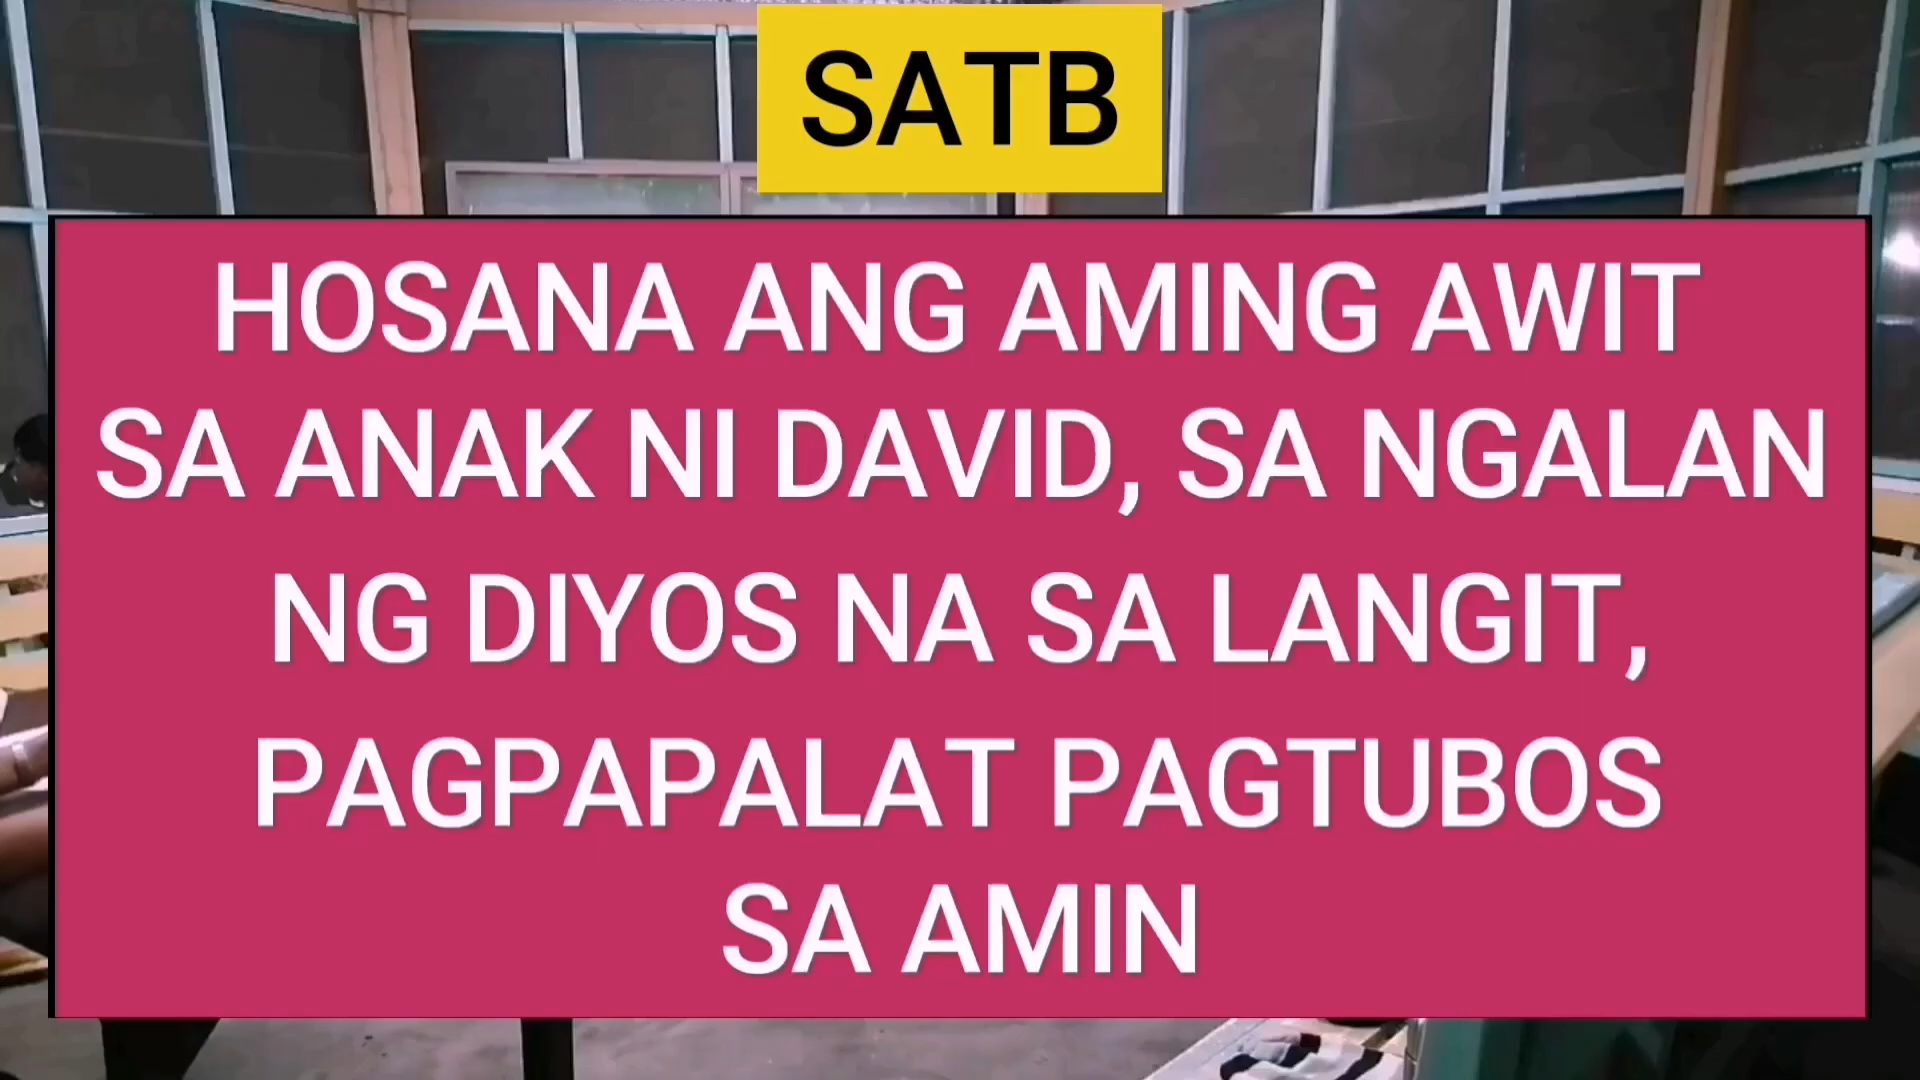 SATB
HOSANA ANG AMING AWIT
SA ANAK NI DAVID, SA NGALAN
NG DIYOS NA SA LANGIT,
PAGPAPALAT PAGTUBOS
SA AMIN